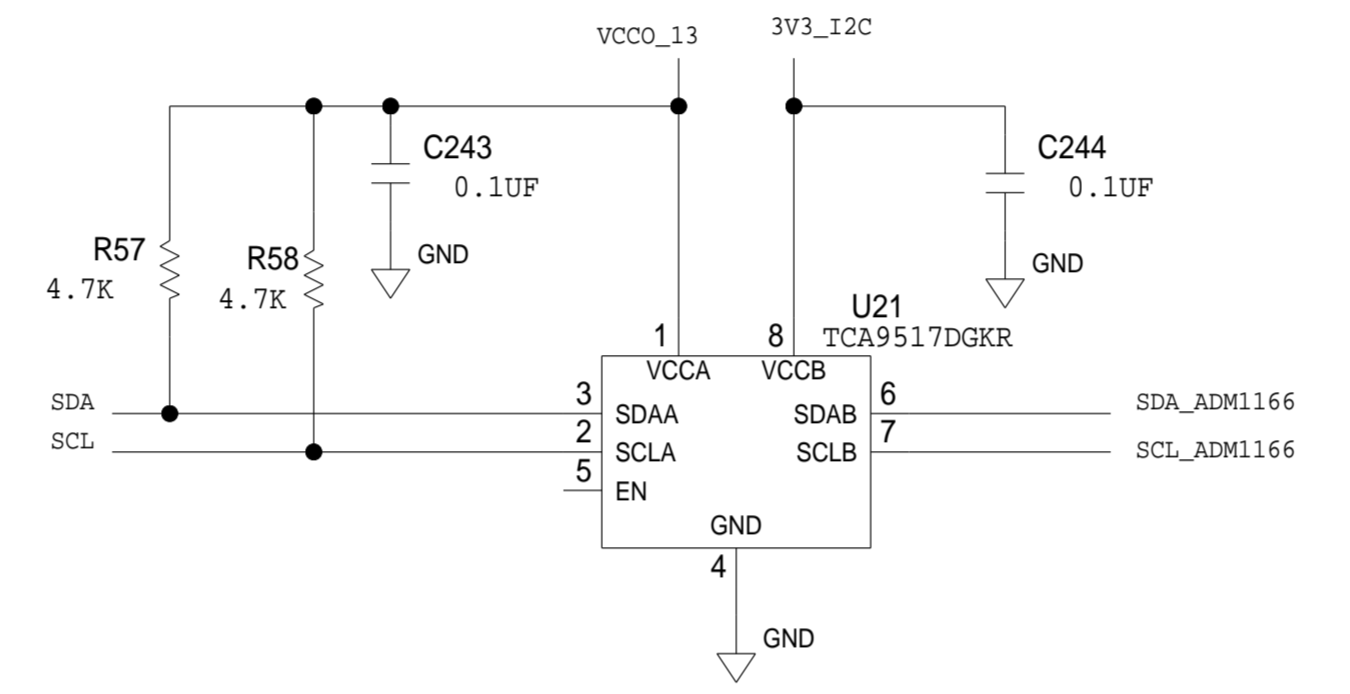 VCCO_13
3V3_I2C
C243
0.1UF
C244
0.1UF
R57
4.7K
R58
4.7K
GND
GND
U21
TCA9517DGKR
1
8
VCCA
VCCB
SDA
3
SDAA
SDAB
6
SDA_ADM1166
SCL
2
SCLA
SCLB
7
SCL_ADM1166
5
EN
GND
4
GND